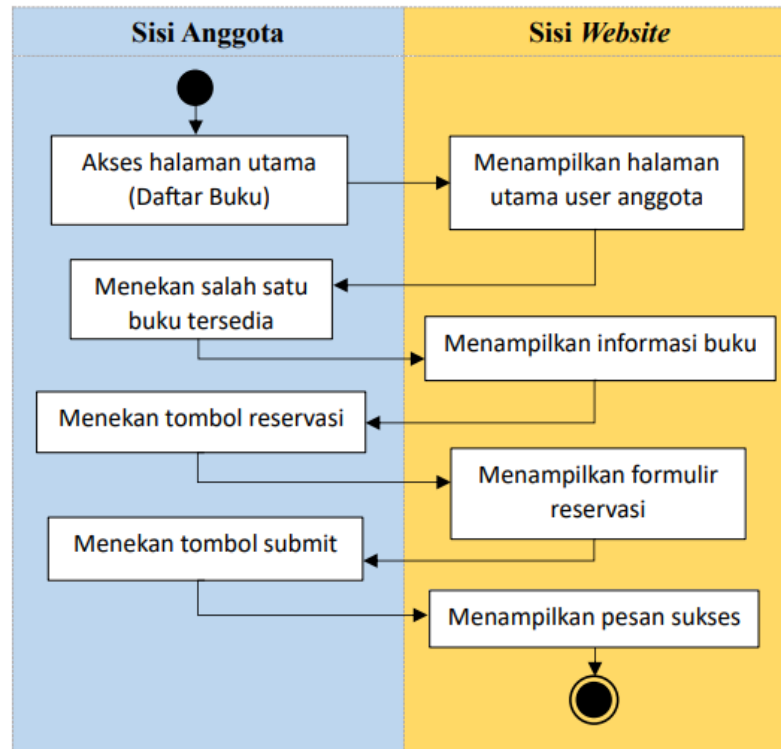 Sisi Anggota
Sisi Website
Akses halaman utama
(Daftar Buku)
Menampilkan halaman
utama user anggota
Menekan salah satu
buku tersedia
Menampilkan informasi buku
Menekan tombol reservasi
Menampilkan formulir
reservasi
Menekan tombol submit
Menampilkan pesan sukses